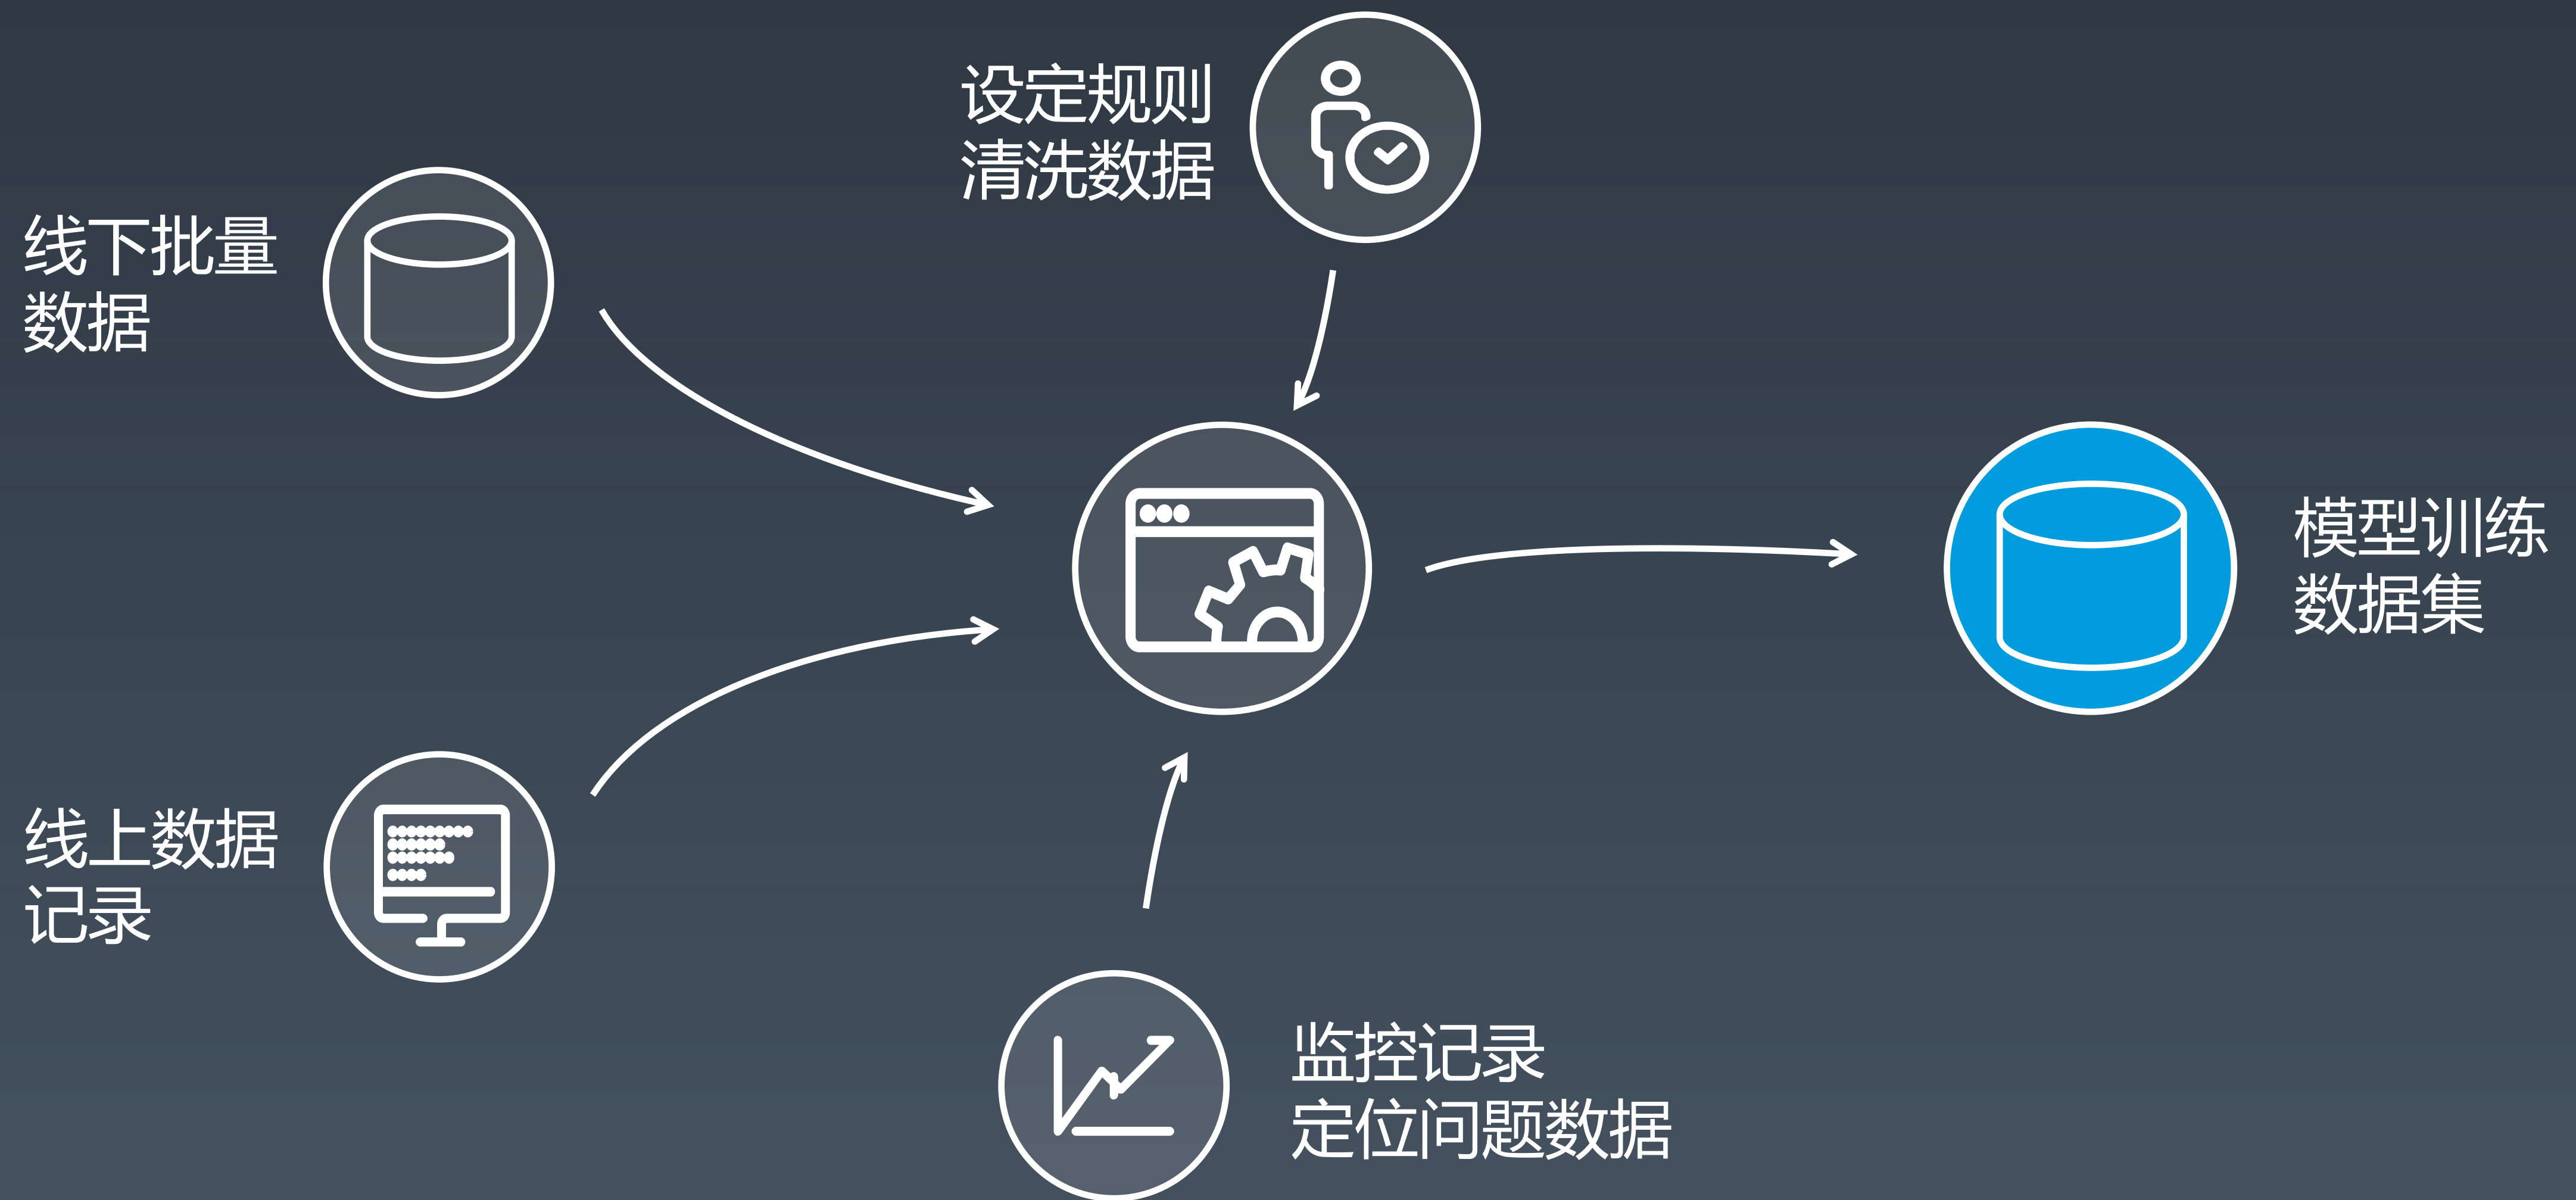 设定规则
清洗数据
线下批量
数据
模型训练
数据集
线上数据
记录
监控记录
定位问题数据